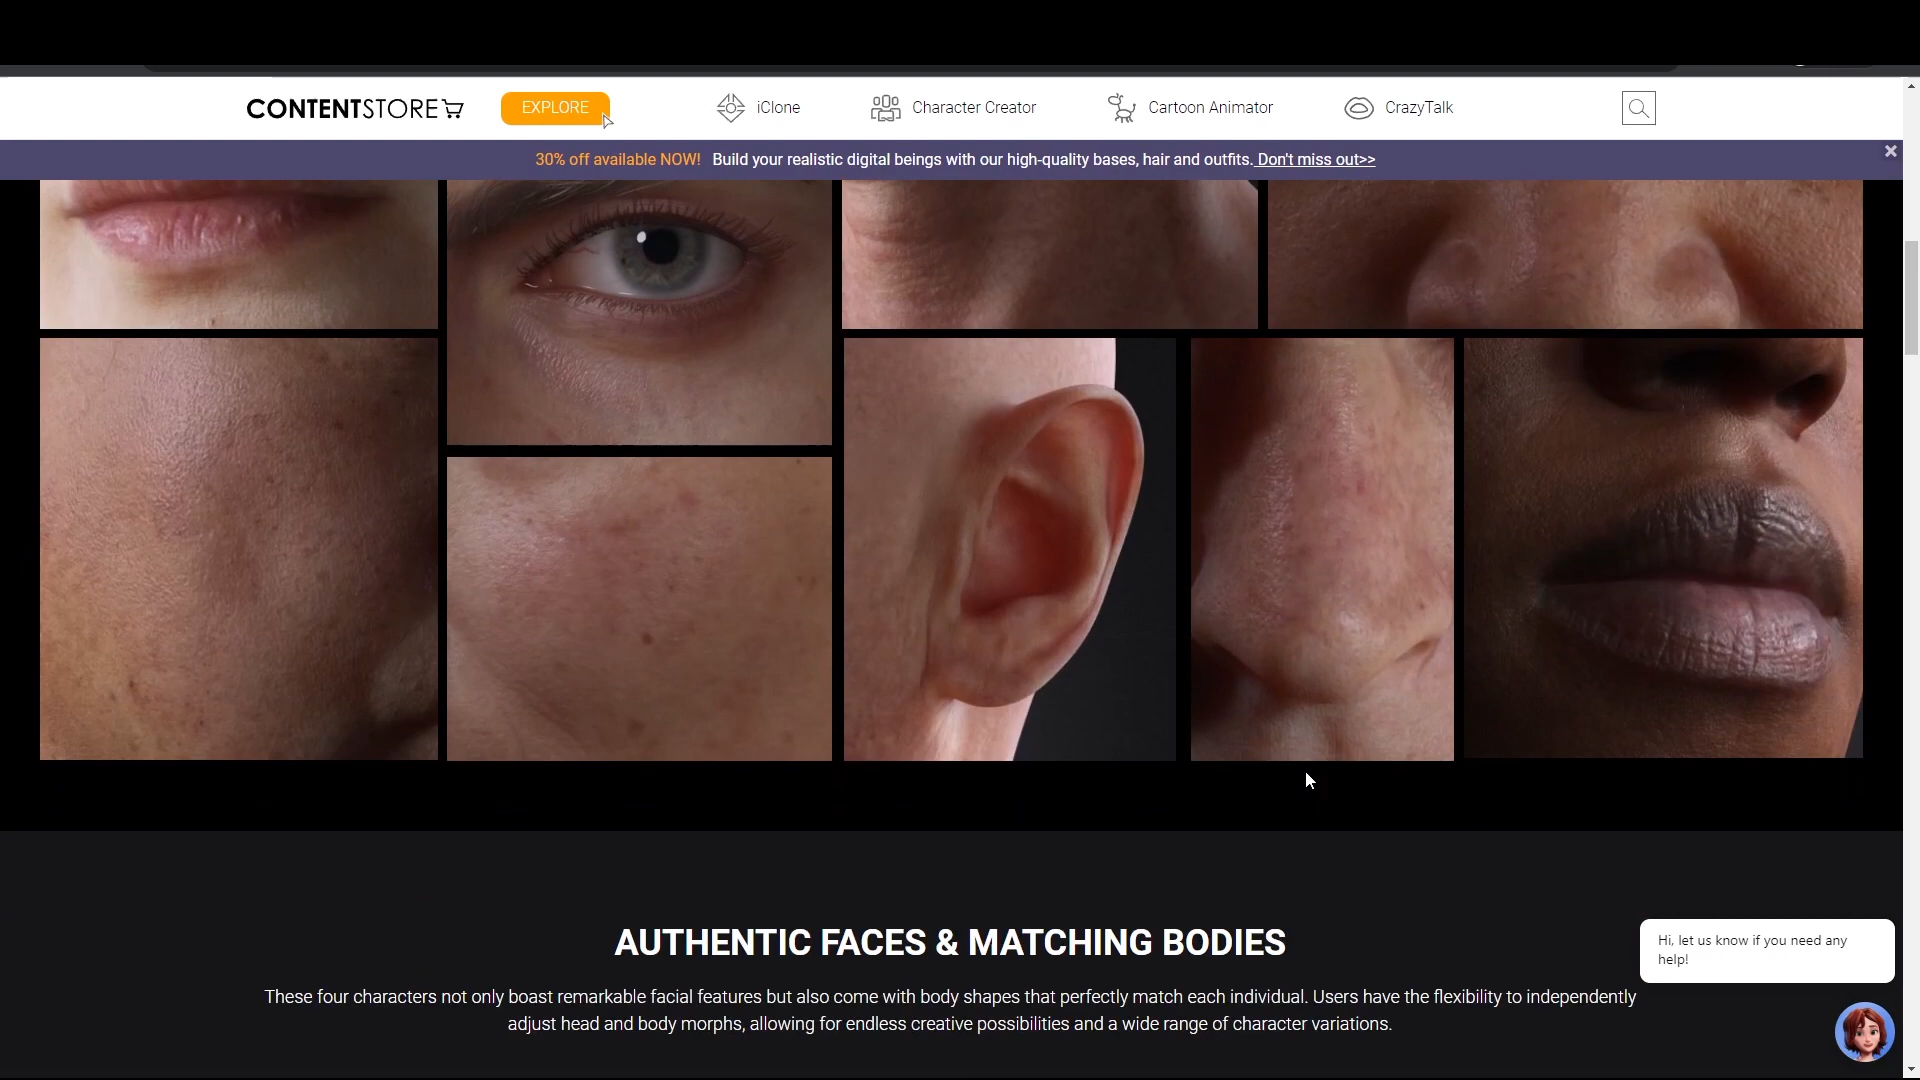 CONTENTSTORE
EXPLORE
iClone
Character Creator
Cartoon Animator
CrazyTalk
30% off available NOW! Build your realistic digital beings with our high-quality bases, hair and outfits. Don't miss out>>
AUTHENTIC FACES & MATCHING BODIES
These four characters not only boast remarkable facial features but also come with body shapes that perfectly match each individual. Users have the flexibility to independently
adjust head and body morphs, allowing for endless creative possibilities and a wide range of character variations.
Hi, let us know if you need any
help!